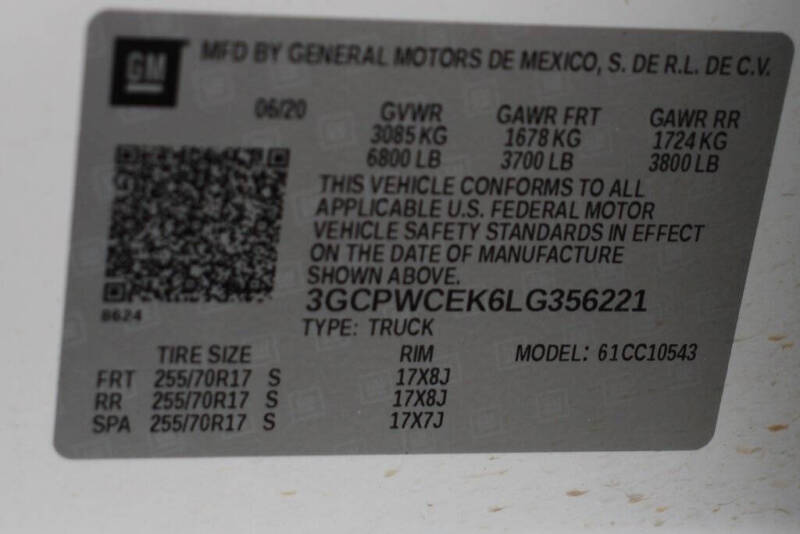 GM MFD BY GENERAL MOTORS DE MEXICO, S. DE R.L. DE C.V.
06/20 GVWR GAWR FRT GAWR RR
3085 KG 1678 KG 1724 KG
6800 LB 3700 LB 3800 LB
THIS VEHICLE CONFORMS TO ALL
APPLICABLE U.S. FEDERAL MOTOR
VEHICLE SAFETY STANDARDS IN EFFECT
ON THE DATE OF MANUFACTURE
SHOWN ABOVE.
3GCPWCEK6LG356221
8624
TYPE: TRUCK
TIRE SIZE RIM MODEL: 61CC10543
FRT 255/70R17 S 17X8J
RR 255/70R17 S 17X8J
SPA 255/70R17 S 17X7J